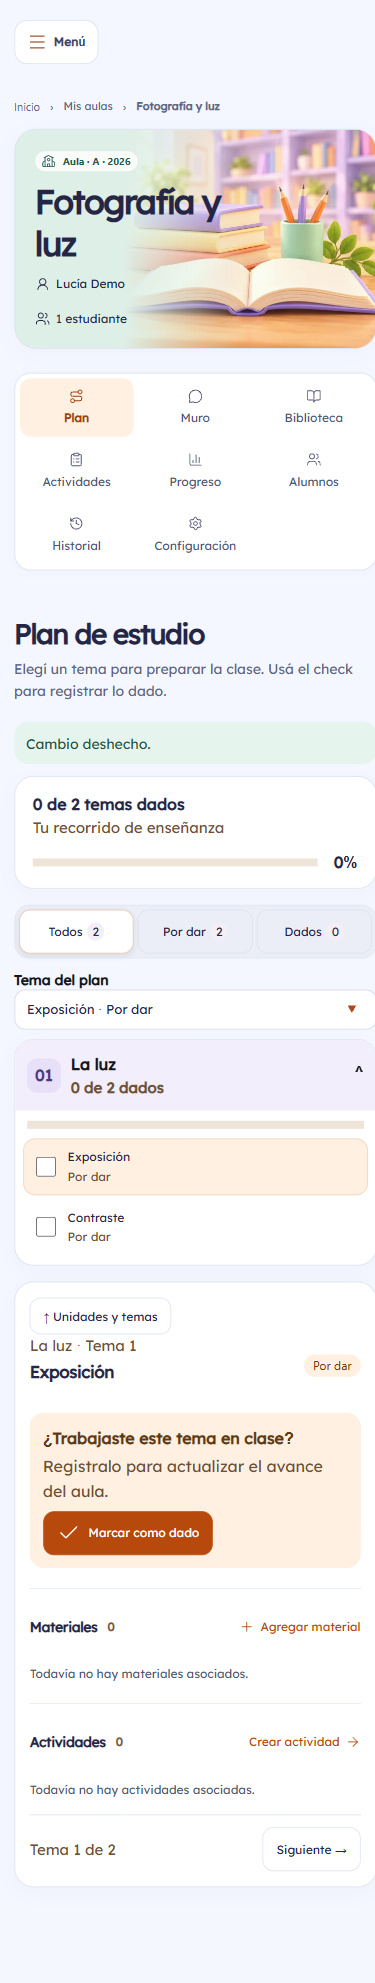 Menú
Inicio › Mis aulas › Fotografía y luz
Aula · A · 2026
Fotografía y
luz
Lucía Demo
1 estudiante
Plan
Muro
Biblioteca
Actividades
Progreso
Alumnos
Historial
Configuración
Plan de estudio
Elegí un tema para preparar la clase. Usá el check
para registrar lo dado.
Cambio deshecho.
0 de 2 temas dados
Tu recorrido de enseñanza
0%
Todos 2
Por dar 2
Dados 0
Tema del plan
Exposición · Por dar
01
La luz
0 de 2 dados
Exposición
Por dar
Contraste
Por dar
↑ Unidades y temas
La luz · Tema 1
Exposición
Por dar
¿Trabajaste este tema en clase?
Registralo para actualizar el avance
del aula.
Marcar como dado
Materiales 0
Agregar material
Todavía no hay materiales asociados.
Actividades 0
Crear actividad →
Todavía no hay actividades asociadas.
Tema 1 de 2
Siguiente →